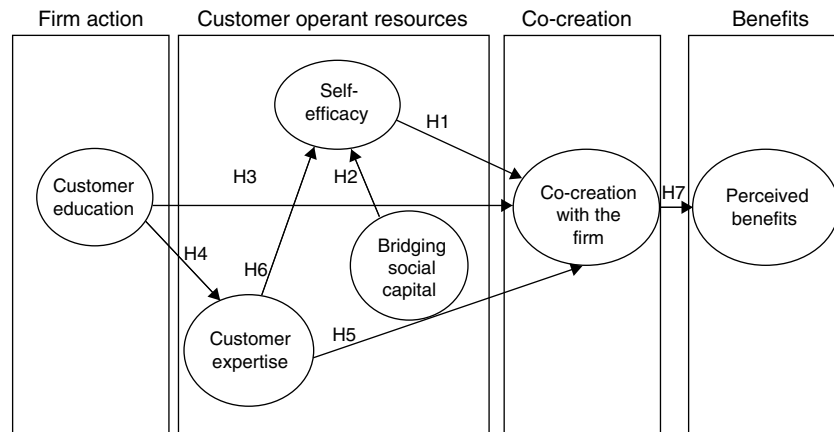 Firm action
Customer operant resources
Co-creation
Benefits
Self-
efficacy
H1
Customer
education
H3
H2
Co-creation
with the
firm
H7
Perceived
benefits
H4
H6
Bridging
social
capital
Customer
expertise
H5